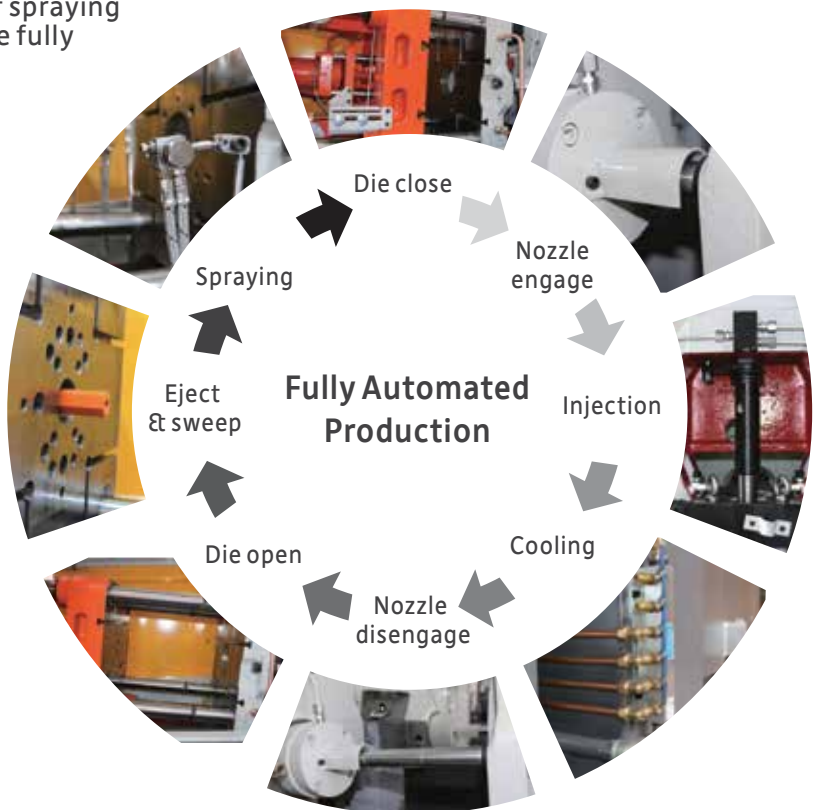 spraying
e fully
Die close
Nozzle
engage
Injection
Cooling
Nozzle
disengage
Die open
Eject
& sweep
Spraying
Fully Automated
Production